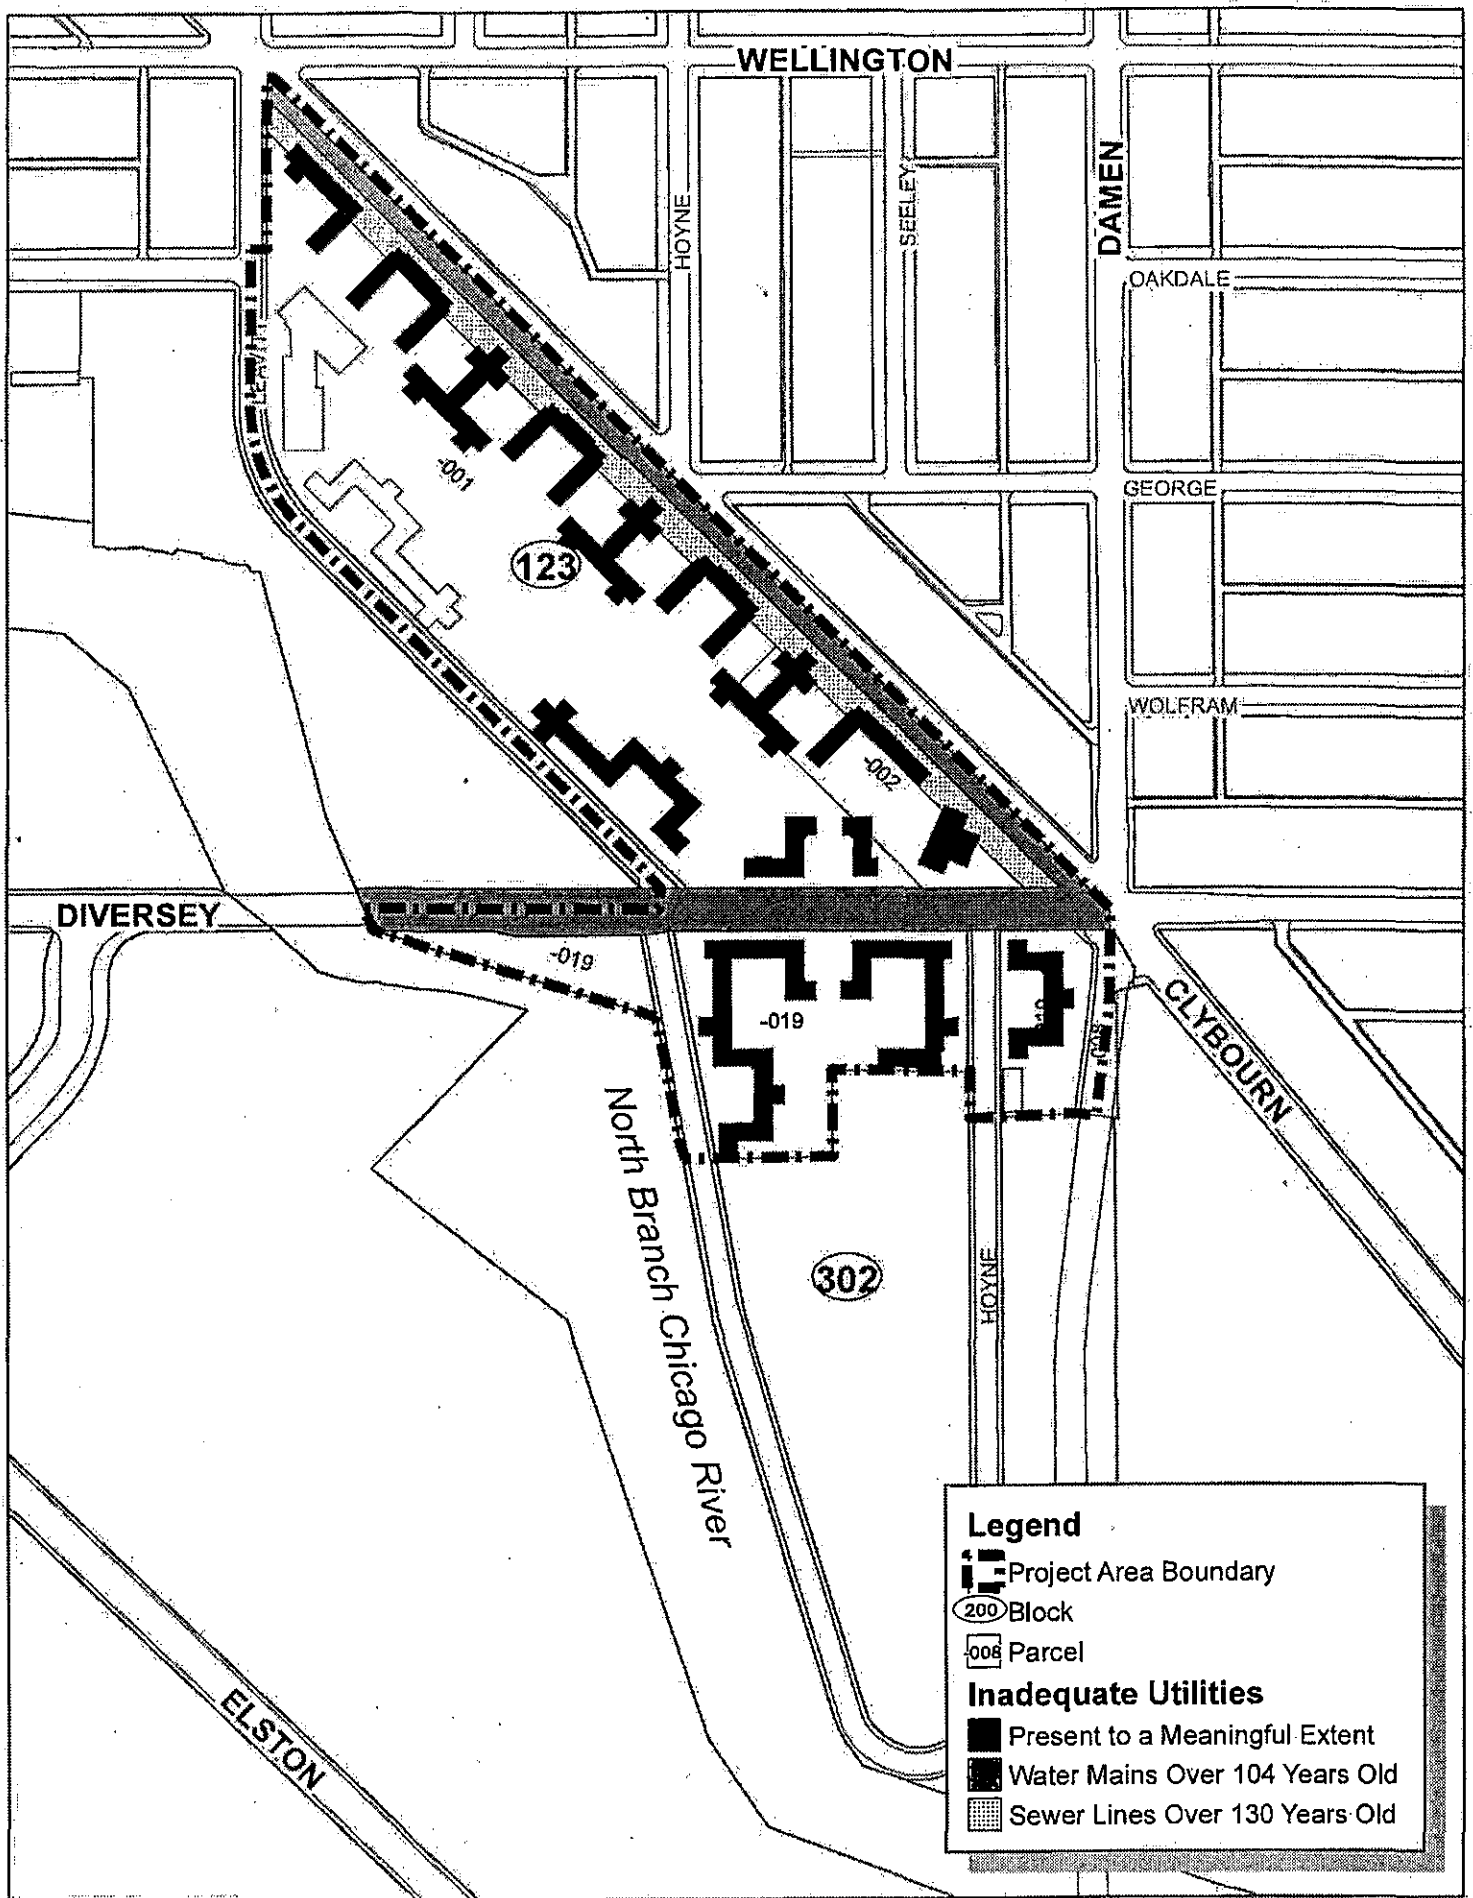 WELLINGTON
HOYNE
SEELEY
DAMEN
OAKDALE
LEAVITT
-001
GEORGE
123
WOLFRAM
-002
DIVERSEY
-019
-019
CLYBOURN
North Branch Chicago River
302
HOYNE
ELSTON
Legend
Project Area Boundary
200 Block
-008 Parcel
Inadequate Utilities
Present to a Meaningful Extent
Water Mains Over 104 Years Old
Sewer Lines Over 130 Years Old